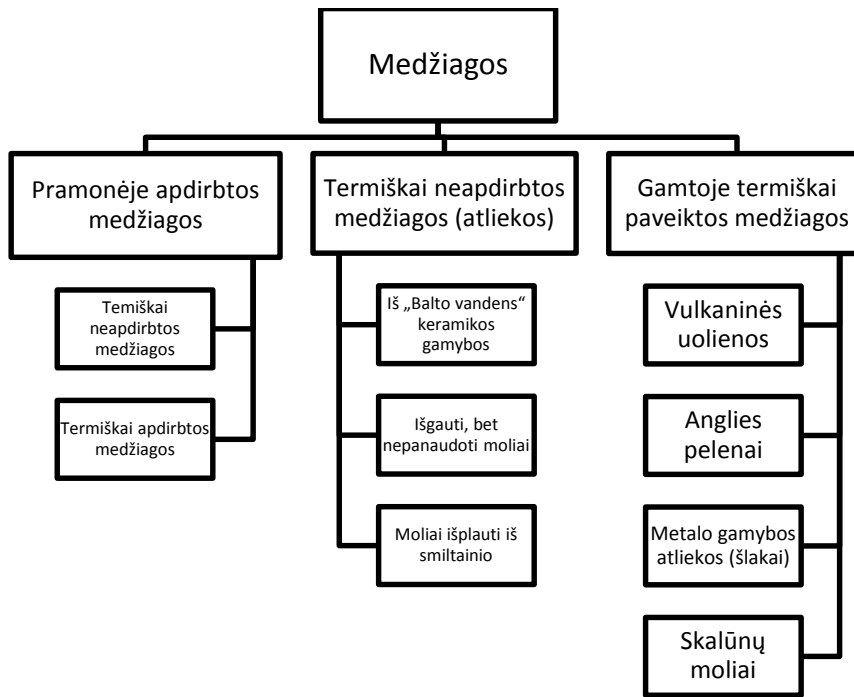 Medžiagos
Pramonėje apdirbtos
medžiagos
Temiškai
neapdirbtos
medžiagos
Termiškai apdirbtos
medžiagos
Termiškai neapdirbtos
medžiagos (atliekos)
Iš „Balto vandens“
keramikos
gamybos
Išgauti, bet
nepanaudoti moliai
Moliai išplauti iš
smiltainio
Gamtoje termiškai
paveiktos medžiagos
Vulkaninės
uolienos
Anglies
pelenai
Metalo gamybos
atliekos (šlakai)
Skalūnų
moliai